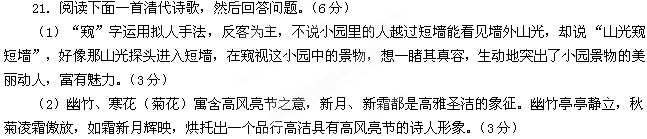 21. 阅读下面一首清代诗歌，然后回答问题。(6分)
(1)“窥”字运用拟人手法，反客为主，不说小园里的人越过短墙能看见墙外山光，却说“山光窥
短墙”，好像那山光探头进入短墙，在窥视这小园中的景物，想一睹其真容，生动地突出了小园景物的美
丽动人，富有魅力。(3分)
(2)幽竹、寒花（菊花）寓含高风亮节之意，新月、新霜都是高雅圣洁的象征。幽竹亭亭静立，秋
菊凌霜傲放，如霜新月辉映，烘托出一个品行高洁具有高风亮节的诗人形象。(3分)